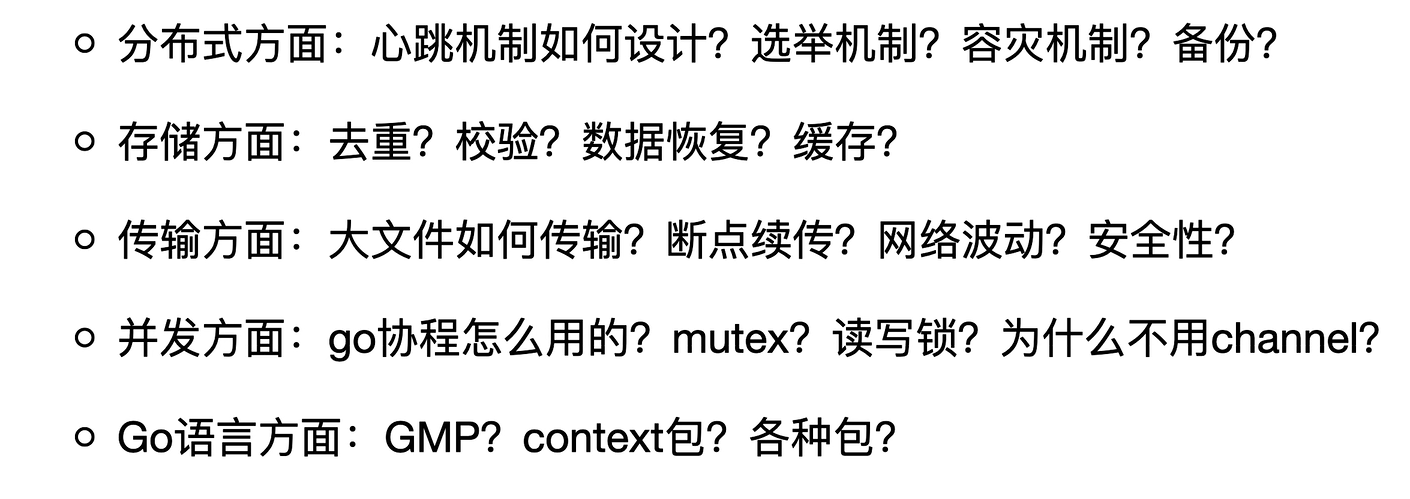 分布式方面：心跳机制如何设计？选举机制？容灾机制？备份？
存储方面：去重？校验？数据恢复？缓存？
传输方面：大文件如何传输？断点续传？网络波动？安全性？
并发方面：go协程怎么用的？mutex？读写锁？为什么不用channel？
Go语言方面：GMP？context包？各种包？